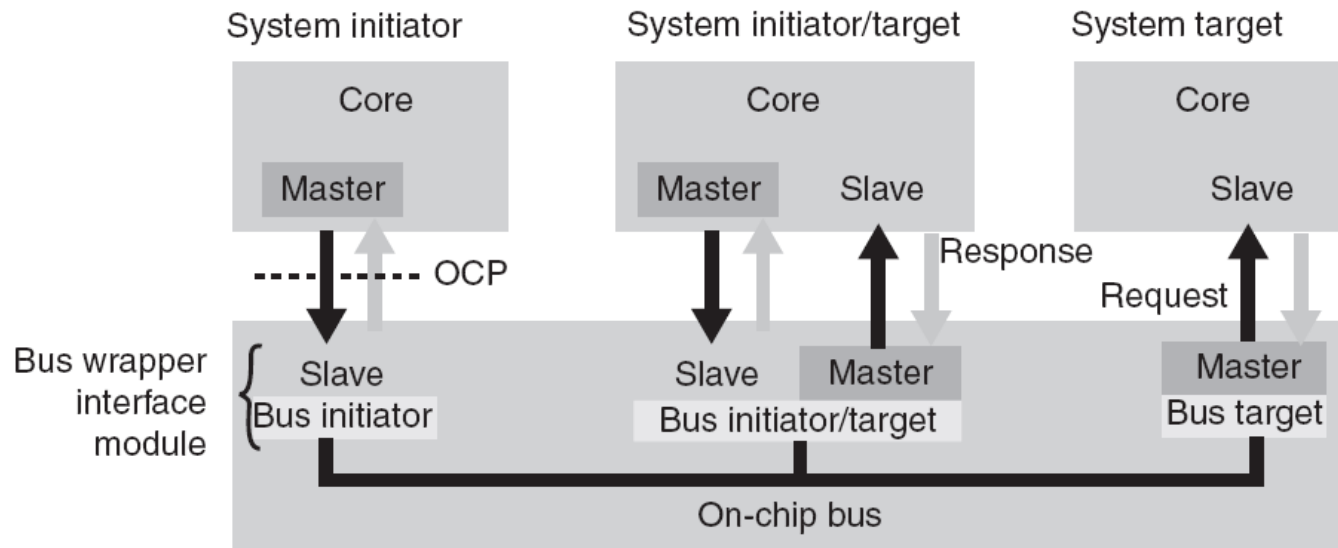 System initiator
System initiator/target
System target
Core
Core
Core
Master
Master
Slave
Slave
OCP
Response
Request
Bus wrapper
interface
module
Slave
Bus initiator
Slave
Master
Bus initiator/target
Master
Bus target
On-chip bus